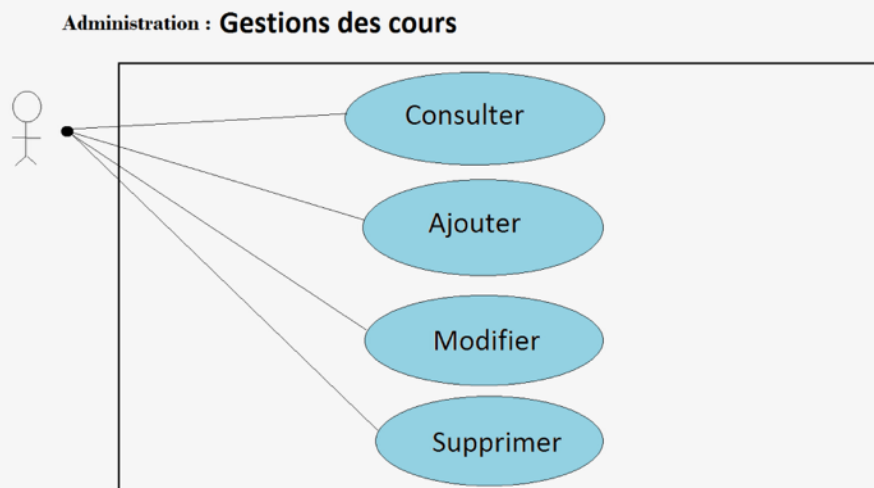 Administration : Gestions des cours
Consulter
Ajouter
Modifier
Supprimer